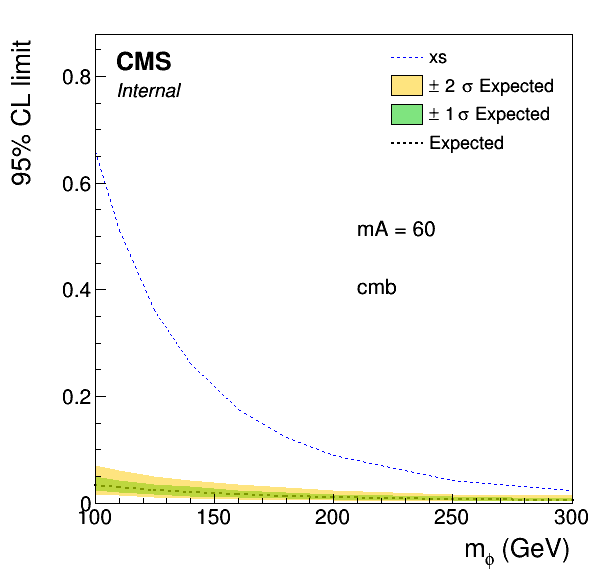 95% CL limit
CMS
Internal
xs
± 2 σ Expected
± 1 σ Expected
Expected
mA = 60
cmb
0.8
0.6
0.4
0.2
0
100
150
200
250
300
mϕ (GeV)